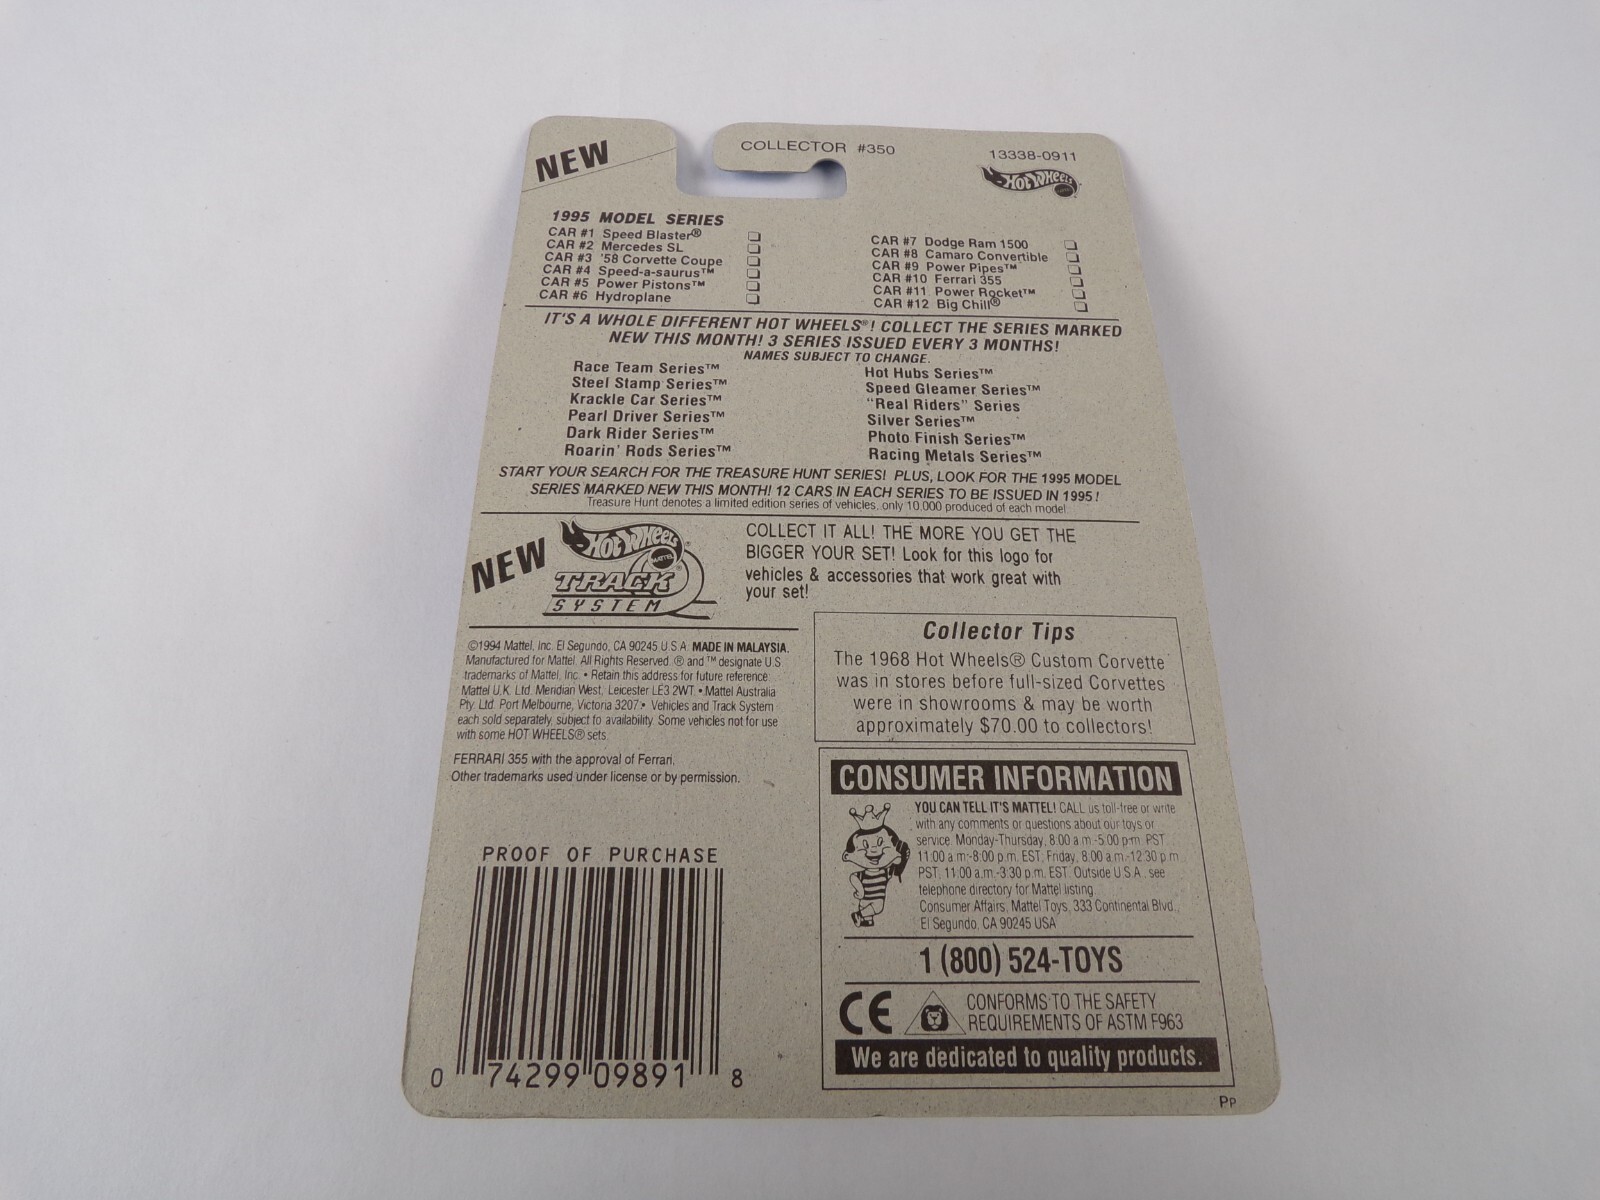 NEW
COLLECTOR #350
13338-0911
Hot Wheels
1995 MODEL SERIES
CAR #1 Speed Blaster®
CAR #2 Mercedes SL
CAR #3 '58 Corvette Coupe
CAR #4 Speed-a-saurus™
CAR #5 Power Pistons™
CAR #6 Hydroplane
CAR #7 Dodge Ram 1500
CAR #8 Camaro Convertible
CAR #9 Power Pipes™
CAR #10 Ferrari 355
CAR #11 Power Rocket™
CAR #12 Big Chill®
IT'S A WHOLE DIFFERENT HOT WHEELS®! COLLECT THE SERIES MARKED
NEW THIS MONTH! 3 SERIES ISSUED EVERY 3 MONTHS!
NAMES SUBJECT TO CHANGE.
Race Team Series™
Steel Stamp Series™
Krackle Car Series™
Pearl Driver Series™
Dark Rider Series™
Roarin' Rods Series™
Hot Hubs Series™
Speed Gleamer Series™
"Real Riders" Series
Silver Series™
Photo Finish Series™
Racing Metals Series™
START YOUR SEARCH FOR THE TREASURE HUNT SERIES! PLUS, LOOK FOR THE 1995 MODEL
SERIES MARKED NEW THIS MONTH! 12 CARS IN EACH SERIES TO BE ISSUED IN 1995!
Treasure Hunt denotes a limited edition series of vehicles, only 10,000 produced of each model.
NEW
Hot Wheels®
MATTEL
TRACK®
SYSTEM
COLLECT IT ALL! THE MORE YOU GET THE
BIGGER YOUR SET! Look for this logo for
vehicles & accessories that work great with
your set!
©1994 Mattel, Inc. El Segundo, CA 90245 U.S.A. MADE IN MALAYSIA.
Manufactured for Mattel. All Rights Reserved. ® and ™ designate U.S.
trademarks of Mattel, Inc. • Retain this address for future reference:
Mattel U.K. Ltd. Meridian West, Leicester LE3 2WT. • Mattel Australia
Pty. Ltd. Port Melbourne, Victoria 3207. • Vehicles and Track System
each sold separately, subject to availability. Some vehicles not for use
with some HOT WHEELS® sets.
FERRARI 355 with the approval of Ferrari.
Other trademarks used under license or by permission.
Collector Tips
The 1968 Hot Wheels® Custom Corvette
was in stores before full-sized Corvettes
were in showrooms & may be worth
approximately $70.00 to collectors!
CONSUMER INFORMATION
YOU CAN TELL IT'S MATTEL! CALL us toll-free or write
with any comments or questions about our toys or
service. Monday-Thursday, 8:00 a.m.-5:00 p.m. PST,
11:00 a.m.-8:00 p.m. EST; Friday, 8:00 a.m.-12:30 p.m.
PST, 11:00 a.m.-3:30 p.m. EST. Outside U.S.A., see
telephone directory for Mattel listing.
Consumer Affairs, Mattel Toys, 333 Continental Blvd.,
El Segundo, CA 90245 USA
1 (800) 524-TOYS
CE
CONFORMS TO THE SAFETY
REQUIREMENTS OF ASTM F963
We are dedicated to quality products.
PROOF OF PURCHASE
0 74299 09891 8
PP